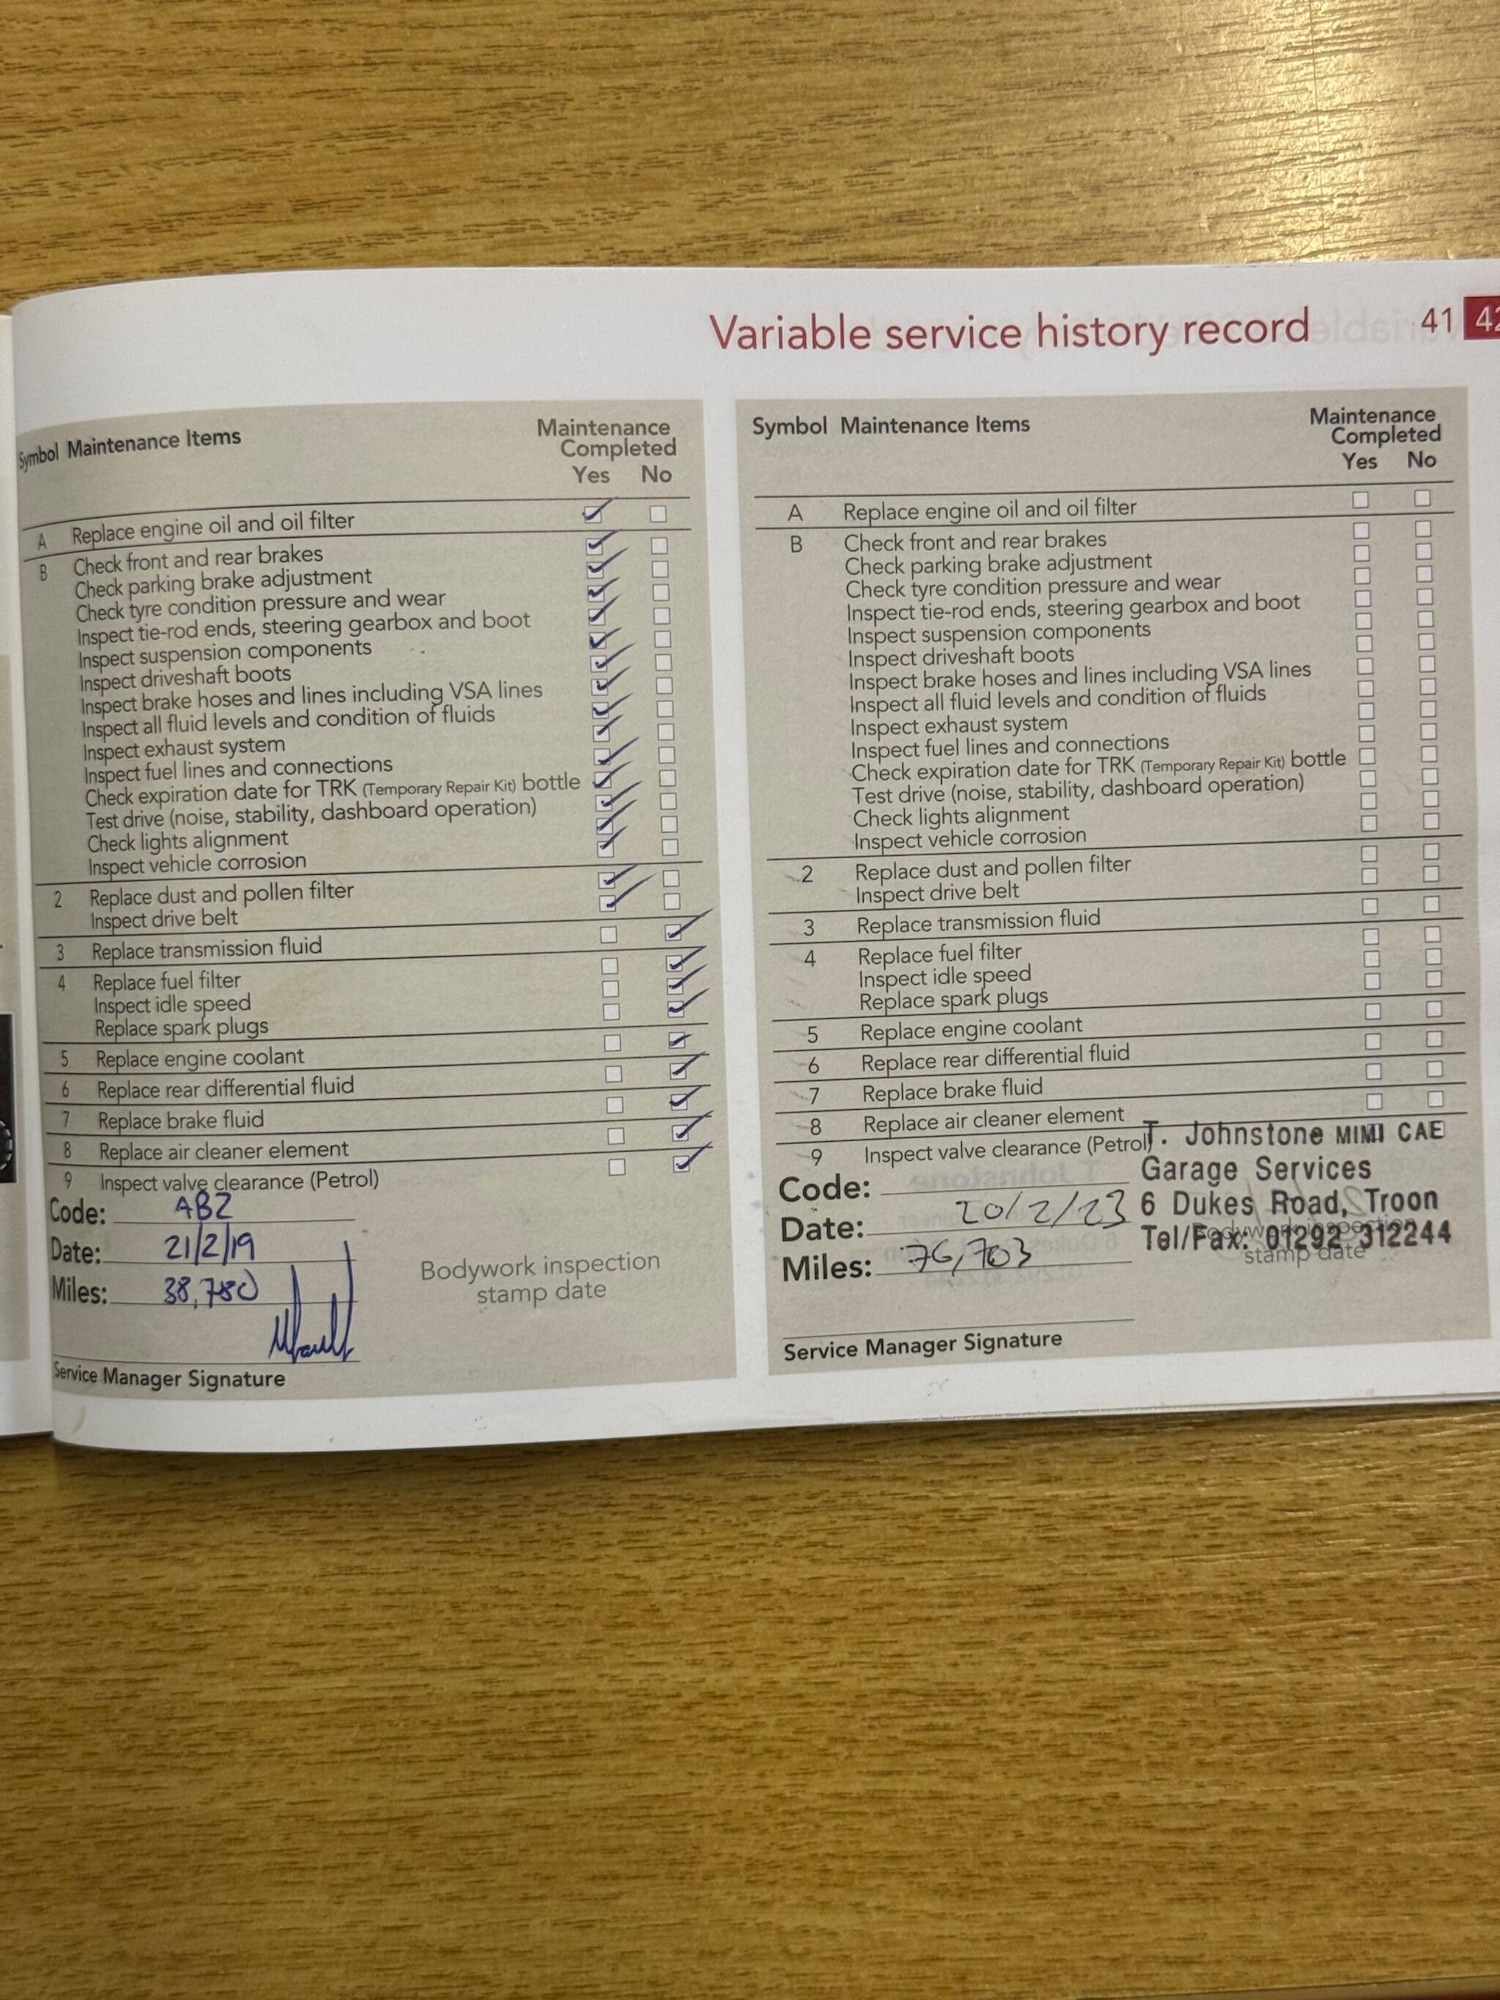 Variable service history record 41 42
Symbol Maintenance Items Maintenance Completed
Yes No
A Replace engine oil and oil filter
B Check front and rear brakes
Check parking brake adjustment
Check tyre condition pressure and wear
Inspect tie-rod ends, steering gearbox and boot
Inspect suspension components
Inspect driveshaft boots
Inspect brake hoses and lines including VSA lines
Inspect all fluid levels and condition of fluids
Inspect exhaust system
Inspect fuel lines and connections
Check expiration date for TRK (Temporary Repair Kit) bottle
Test drive (noise, stability, dashboard operation)
Check lights alignment
Inspect vehicle corrosion
2 Replace dust and pollen filter
Inspect drive belt
3 Replace transmission fluid
4 Replace fuel filter
Inspect idle speed
Replace spark plugs
5 Replace engine coolant
6 Replace rear differential fluid
7 Replace brake fluid
8 Replace air cleaner element
9 Inspect valve clearance (Petrol)
Code: AB2
Date: 21/2/19
Miles: 38,780
Bodywork inspection
stamp date
Service Manager Signature
Symbol Maintenance Items Maintenance Completed
Yes No
A Replace engine oil and oil filter
B Check front and rear brakes
Check parking brake adjustment
Check tyre condition pressure and wear
Inspect tie-rod ends, steering gearbox and boot
Inspect suspension components
Inspect driveshaft boots
Inspect brake hoses and lines including VSA lines
Inspect all fluid levels and condition of fluids
Inspect exhaust system
Inspect fuel lines and connections
Check expiration date for TRK (Temporary Repair Kit) bottle
Test drive (noise, stability, dashboard operation)
Check lights alignment
Inspect vehicle corrosion
2 Replace dust and pollen filter
Inspect drive belt
3 Replace transmission fluid
4 Replace fuel filter
Inspect idle speed
Replace spark plugs
5 Replace engine coolant
6 Replace rear differential fluid
7 Replace brake fluid
8 Replace air cleaner element
9 Inspect valve clearance (Petrol)
T. Johnstone MIMI CAE
Garage Services
6 Dukes Road, Troon
Tel/Fax: 01292 312244
Code:
Date: 20/2/23
Miles: 76,703
Bodywork inspection
stamp date
Service Manager Signature